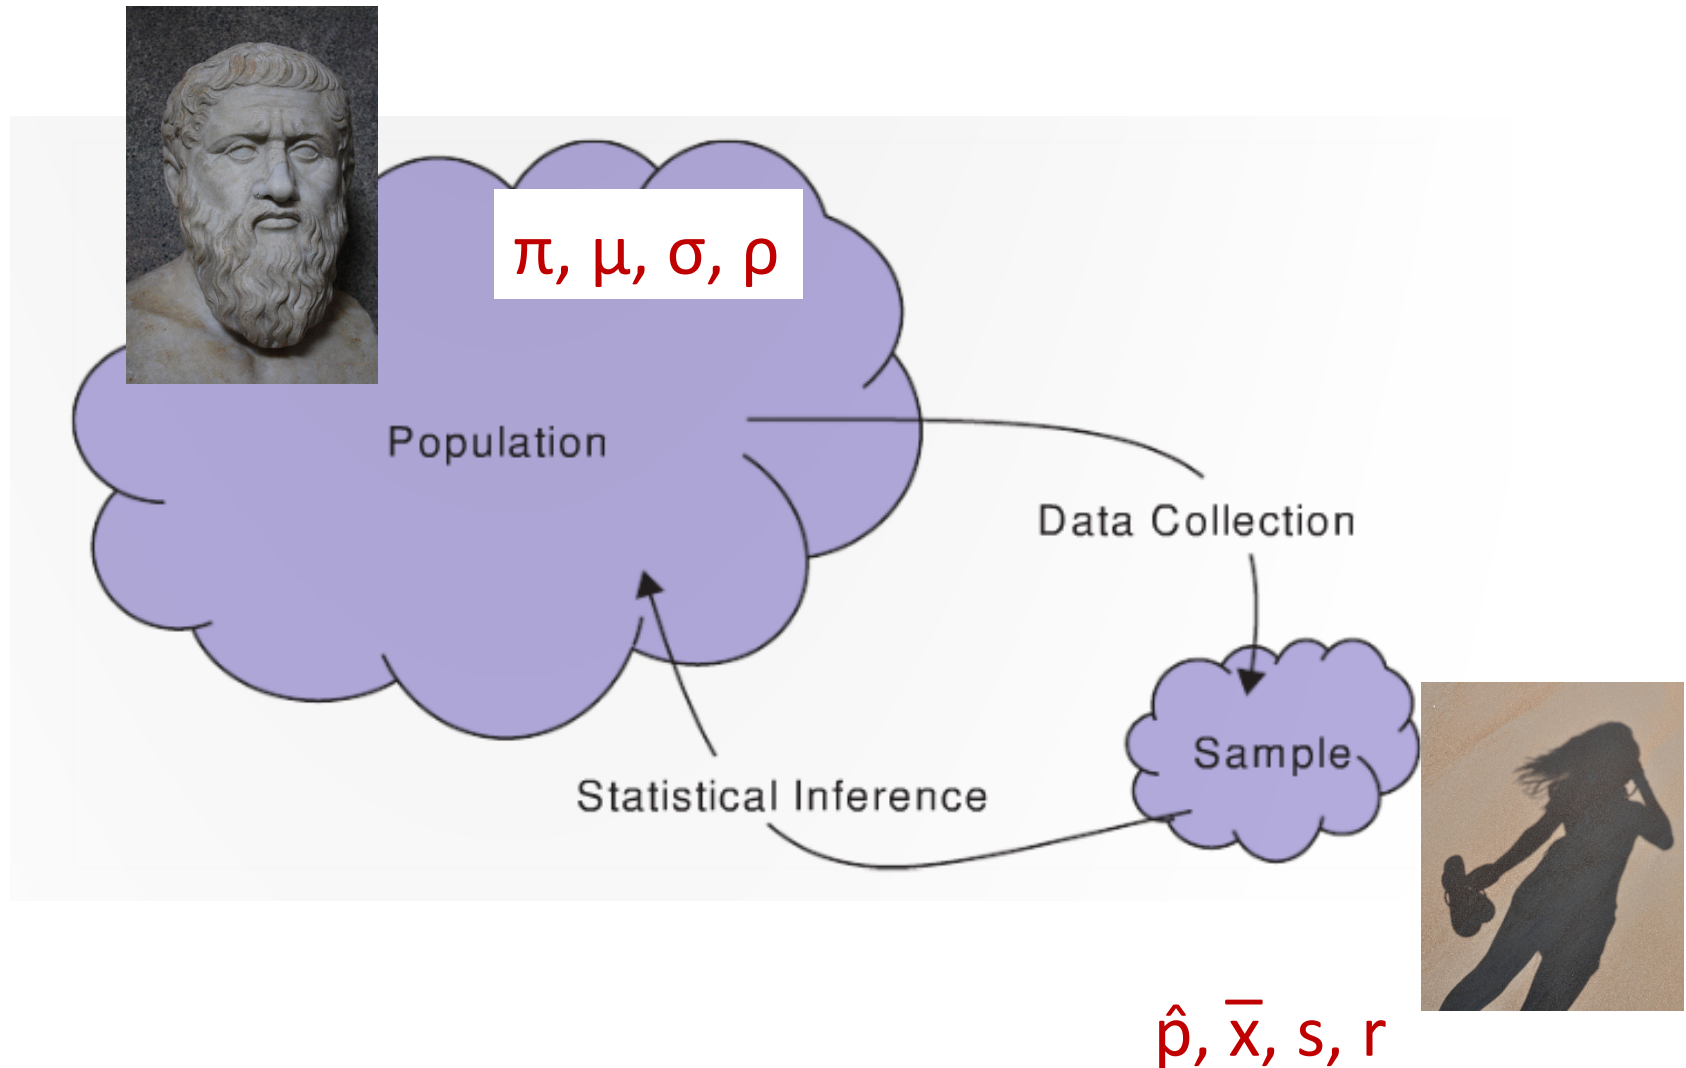 π, μ, σ, ρ
Population
Data Collection
Sample
Statistical Inference
p̂, x̅, s, r